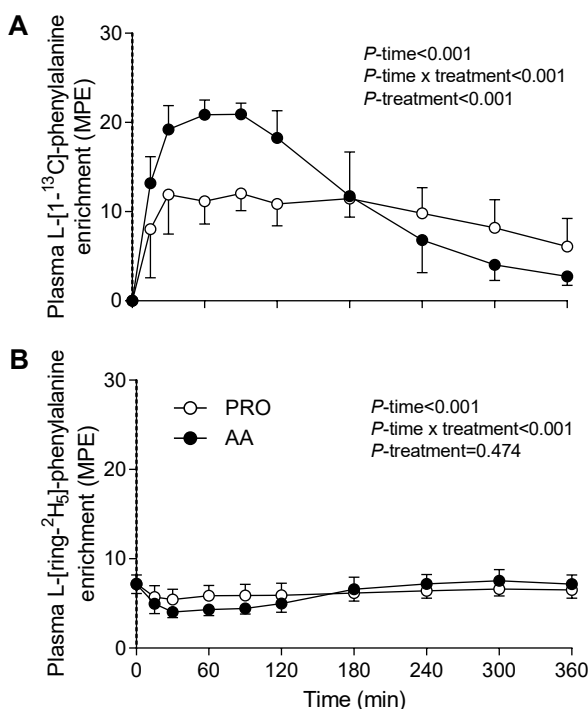 A
Plasma L-[1-¹³C]-phenylalanine
enrichment (MPE)
30
20
10
0
P-time<0.001
P-time x treatment<0.001
P-treatment<0.001
B
Plasma L-[ring-²H₅]-phenylalanine
enrichment (MPE)
30
20
10
0
PRO
AA
P-time<0.001
P-time x treatment<0.001
P-treatment=0.474
0 60 120 180 240 300 360
Time (min)